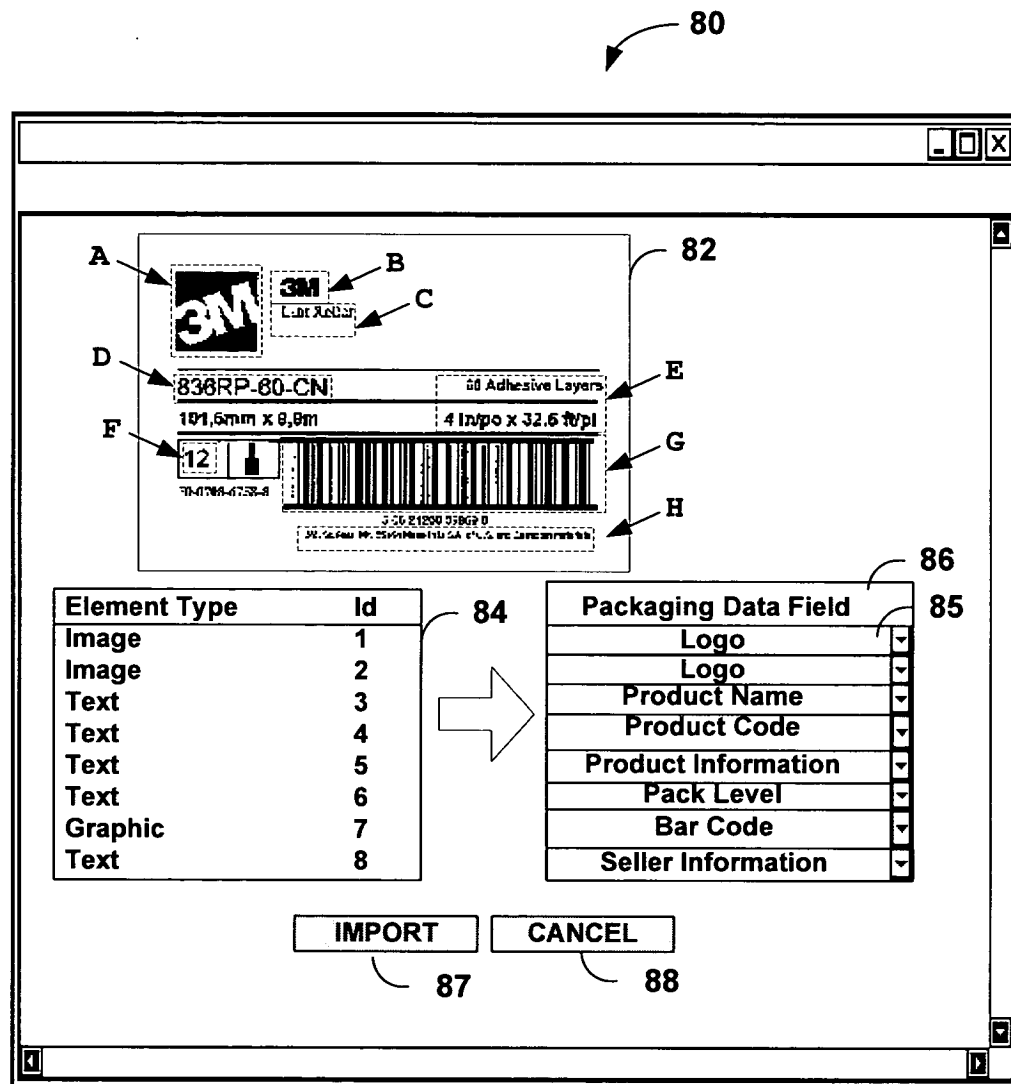 80
X
A
3M
3M
B
C
82
D
836RP-60-CN
60 Adhesive Layers
E
101,6mm x 9,9m
4 in/po x 32.6 ft/pi
F
12
G
H
86
Element Type Id
84
Packaging Data Field
85
Image 1
Logo
Image 2
Logo
Text 3
Product Name
Text 4
Product Code
Text 5
Product Information
Text 6
Pack Level
Graphic 7
Bar Code
Text 8
Seller Information
IMPORT
CANCEL
87
88